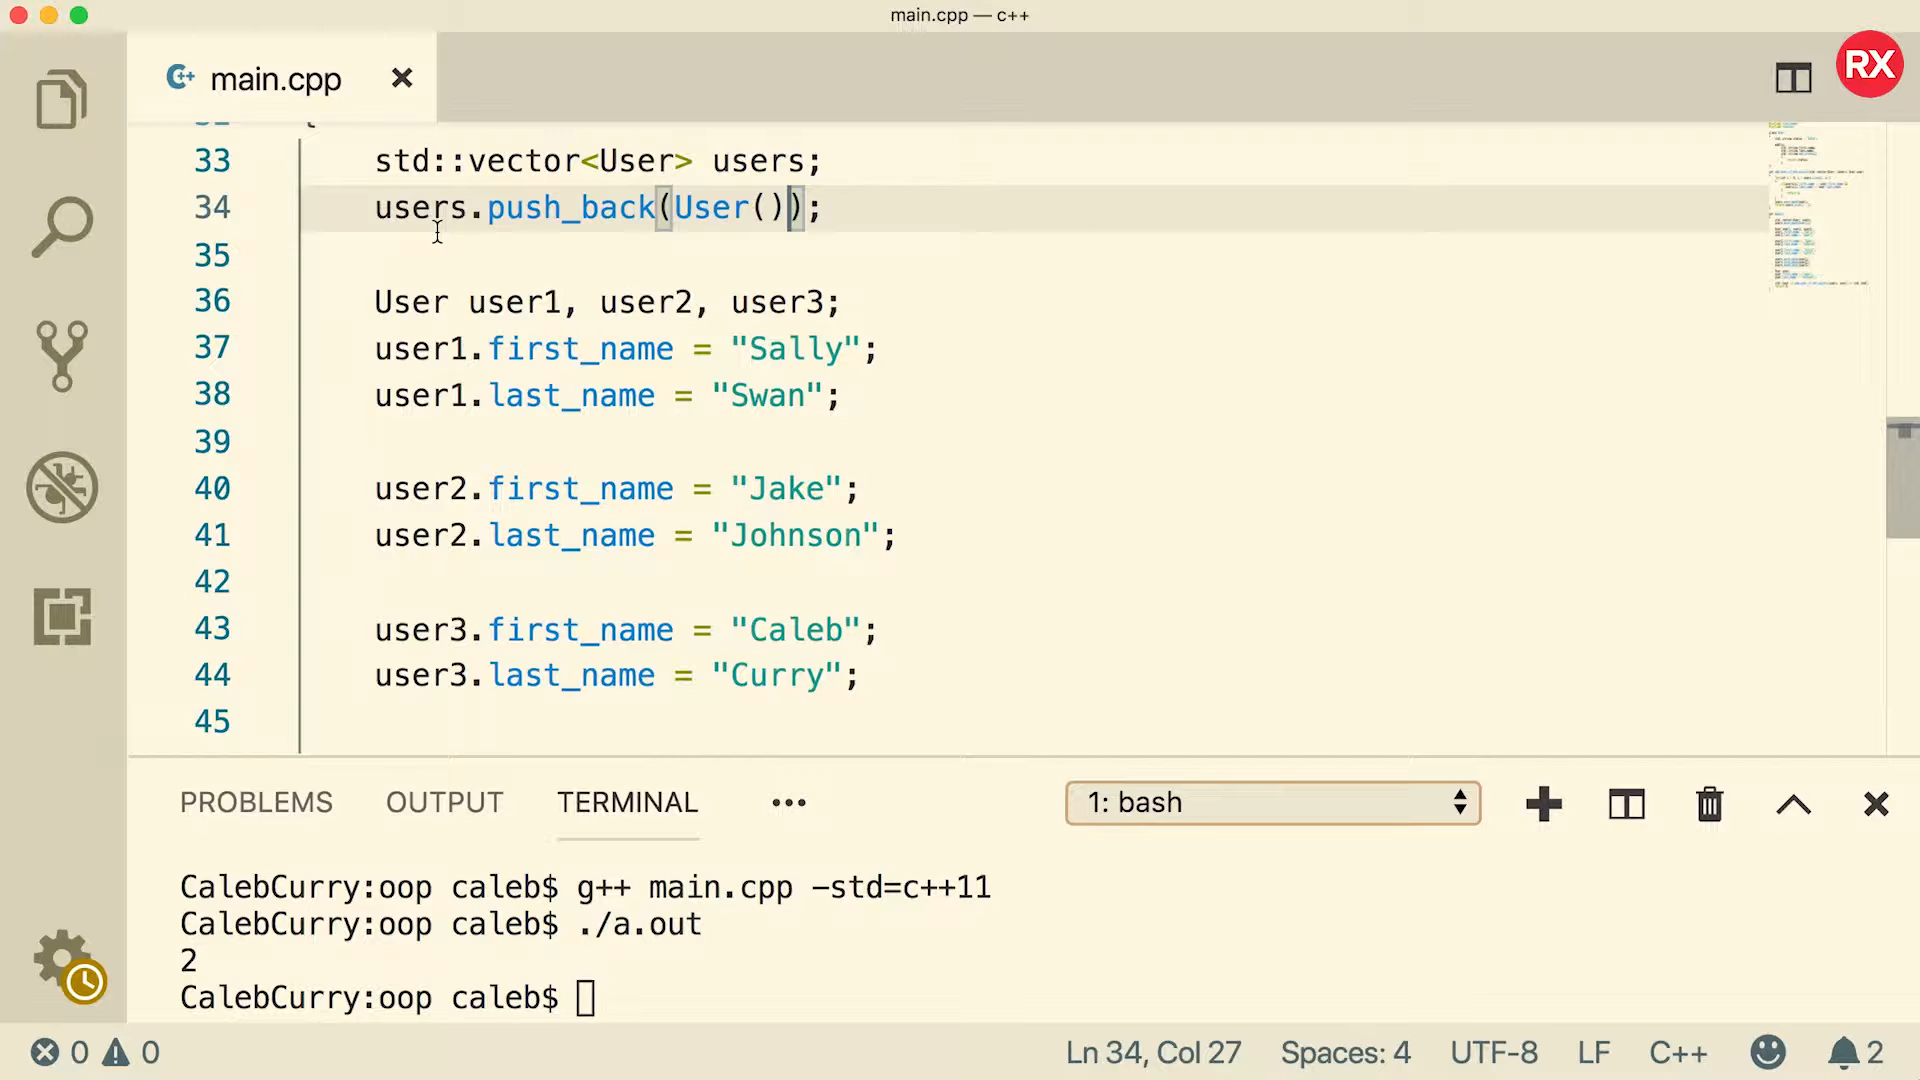 main.cpp — c++
main.cpp
RX
33 std::vector<User> users;
34 users.push_back(User());
35
36 User user1, user2, user3;
37 user1.first_name = "Sally";
38 user1.last_name = "Swan";
39
40 user2.first_name = "Jake";
41 user2.last_name = "Johnson";
42
43 user3.first_name = "Caleb";
44 user3.last_name = "Curry";
45
PROBLEMS OUTPUT TERMINAL ••• 1: bash
CalebCurry:oop caleb$ g++ main.cpp -std=c++11
CalebCurry:oop caleb$ ./a.out
2
CalebCurry:oop caleb$
0 0 Ln 34, Col 27 Spaces: 4 UTF-8 LF C++ 2